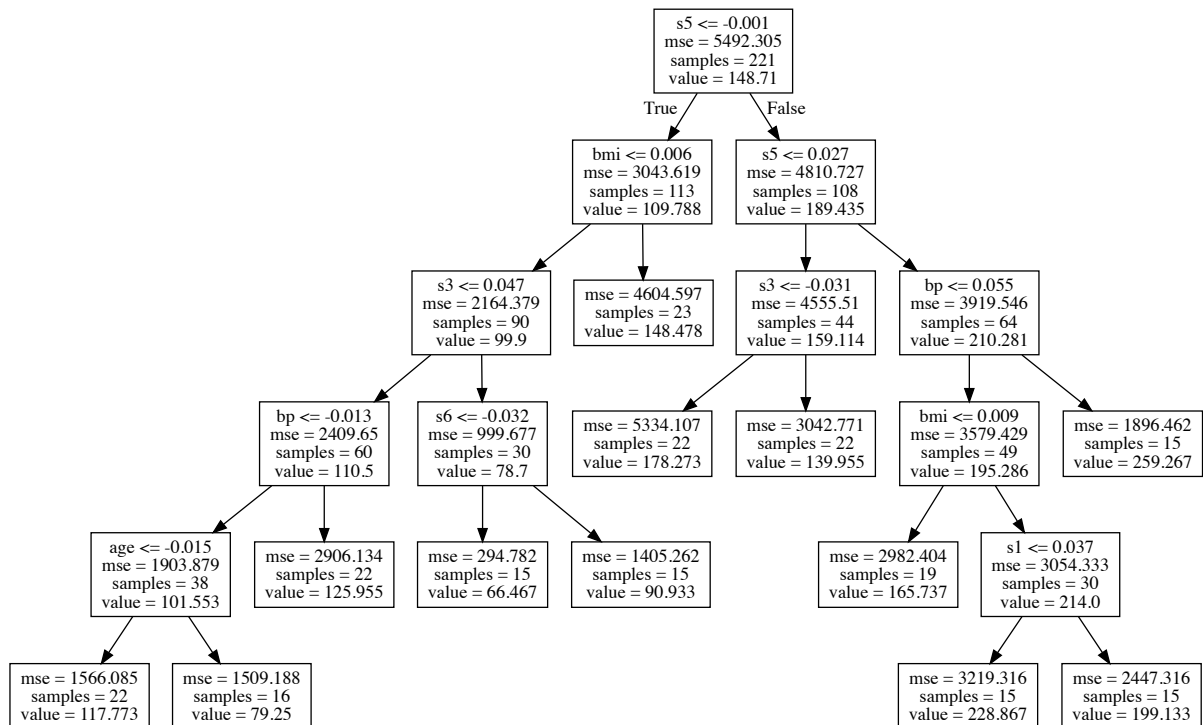 s5 <= -0.001
mse = 5492.305
samples = 221
value = 148.71
True
False
bmi <= 0.006
mse = 3043.619
samples = 113
value = 109.788
s5 <= 0.027
mse = 4810.727
samples = 108
value = 189.435
s3 <= 0.047
mse = 2164.379
samples = 90
value = 99.9
mse = 4604.597
samples = 23
value = 148.478
s3 <= -0.031
mse = 4555.51
samples = 44
value = 159.114
bp <= 0.055
mse = 3919.546
samples = 64
value = 210.281
bp <= -0.013
mse = 2409.65
samples = 60
value = 110.5
s6 <= -0.032
mse = 999.677
samples = 30
value = 78.7
mse = 5334.107
samples = 22
value = 178.273
mse = 3042.771
samples = 22
value = 139.955
bmi <= 0.009
mse = 3579.429
samples = 49
value = 195.286
mse = 1896.462
samples = 15
value = 259.267
age <= -0.015
mse = 1903.879
samples = 38
value = 101.553
mse = 2906.134
samples = 22
value = 125.955
mse = 294.782
samples = 15
value = 66.467
mse = 1405.262
samples = 15
value = 90.933
mse = 2982.404
samples = 19
value = 165.737
s1 <= 0.037
mse = 3054.333
samples = 30
value = 214.0
mse = 1566.085
samples = 22
value = 117.773
mse = 1509.188
samples = 16
value = 79.25
mse = 3219.316
samples = 15
value = 228.867
mse = 2447.316
samples = 15
value = 199.133